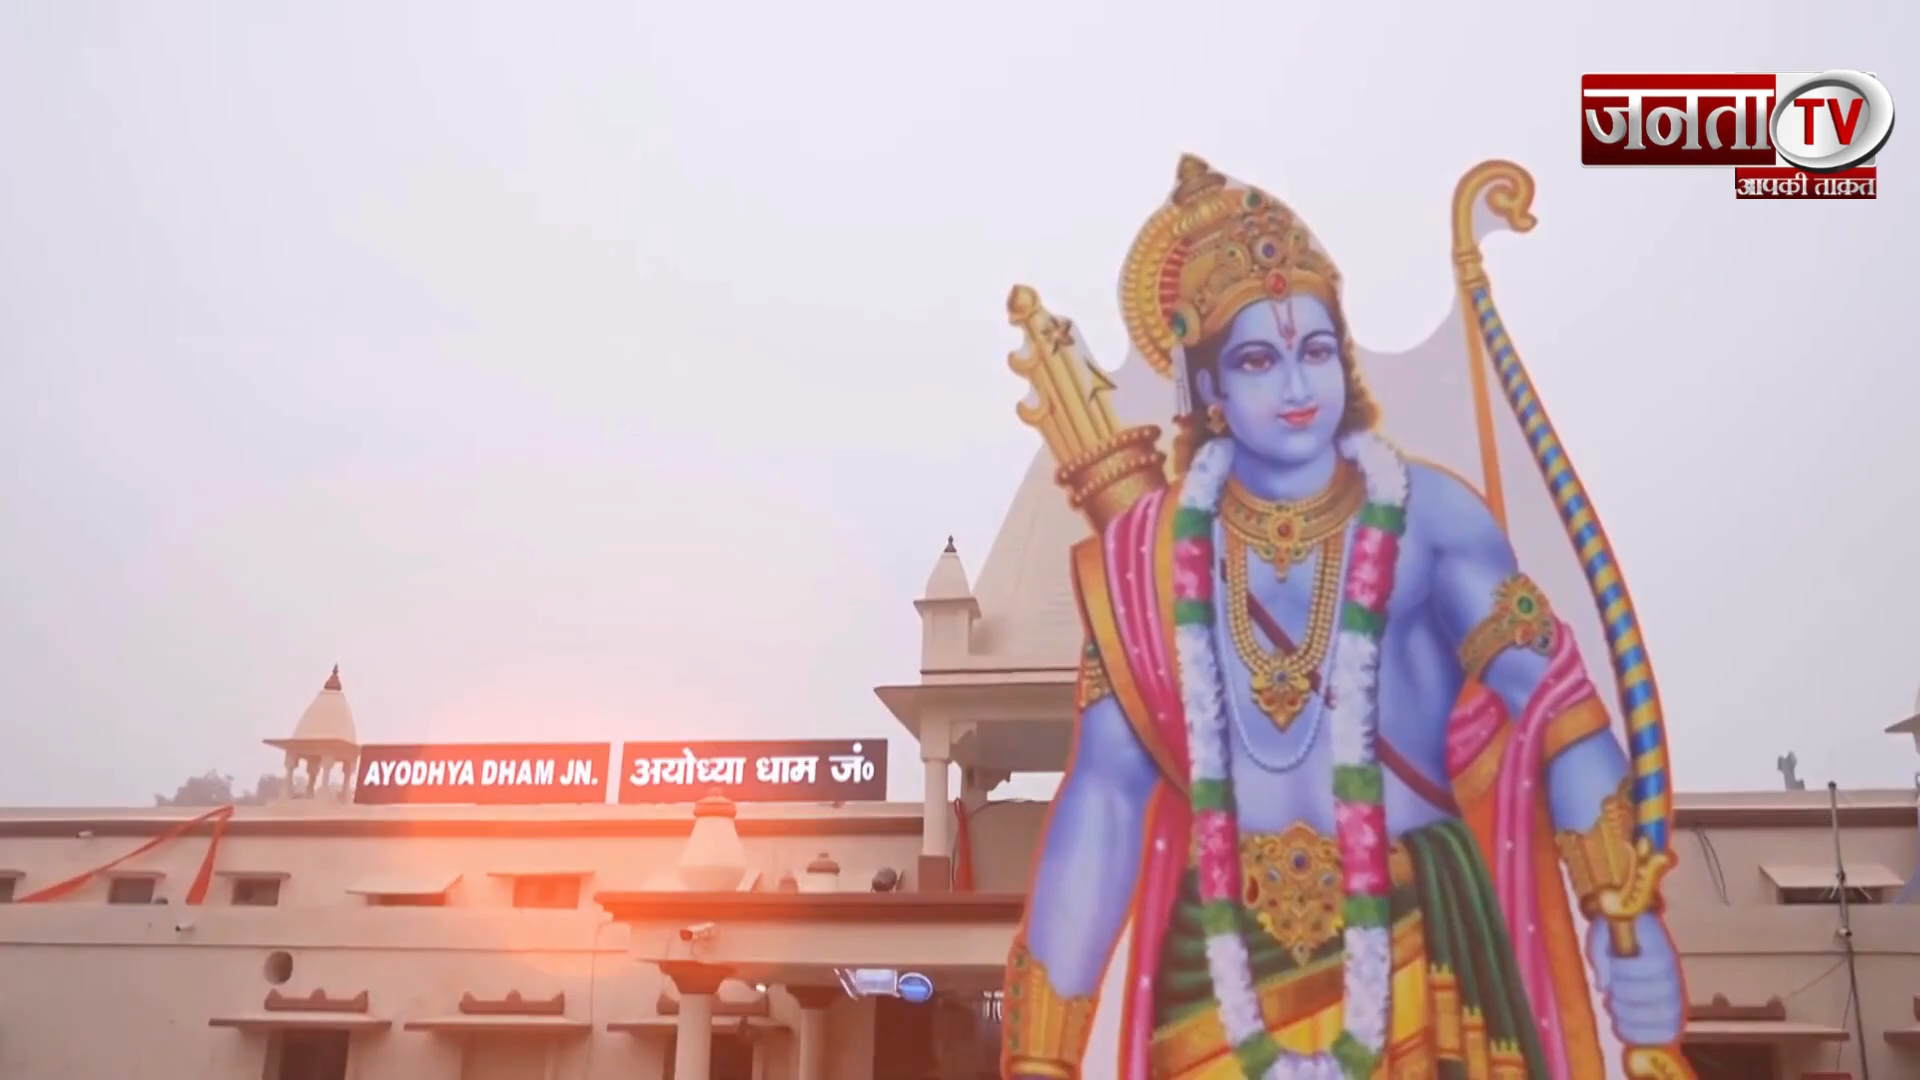 जनता TV
आपकी ताक़त
AYODHYA DHAM JN. अयोध्या धाम जं०